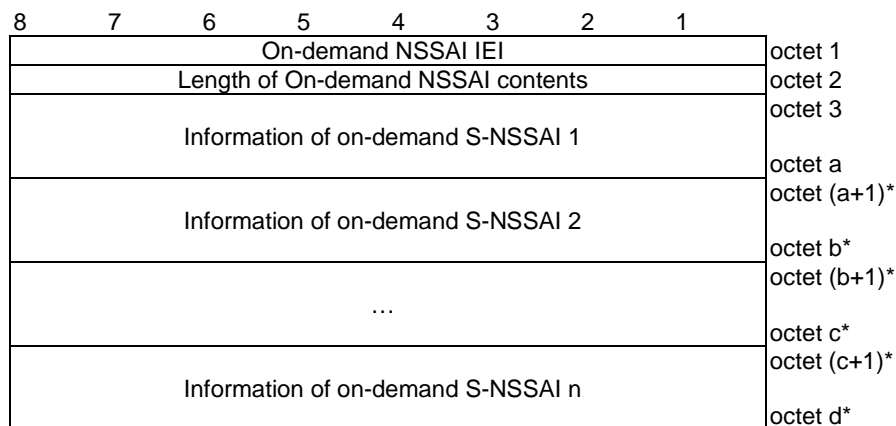 8 7 6 5 4 3 2 1
On-demand NSSAI IEI octet 1
Length of On-demand NSSAI contents octet 2
octet 3
Information of on-demand S-NSSAI 1
octet a
octet (a+1)*
Information of on-demand S-NSSAI 2
octet b*
octet (b+1)*
…
octet c*
octet (c+1)*
Information of on-demand S-NSSAI n
octet d*